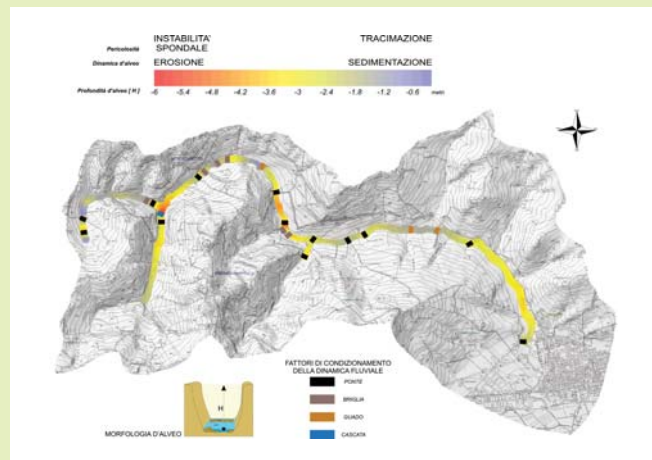 INSTABILITA' SPONDALE
TRACIMAZIONE
Pericolosità
Dinamica d'alveo
EROSIONE
SEDIMENTAZIONE
Profondità d'alveo [ H ]
-6 -5.4 -4.8 -4.2 -3.6 -3 -2.4 -1.8 -1.2 -0.6 metri
FATTORI DI CONDIZIONAMENTO
DELLA DINAMICA FLUVIALE
PONTE
BRIGLIA
GUADO
CASCATA
H
MORFOLOGIA D'ALVEO